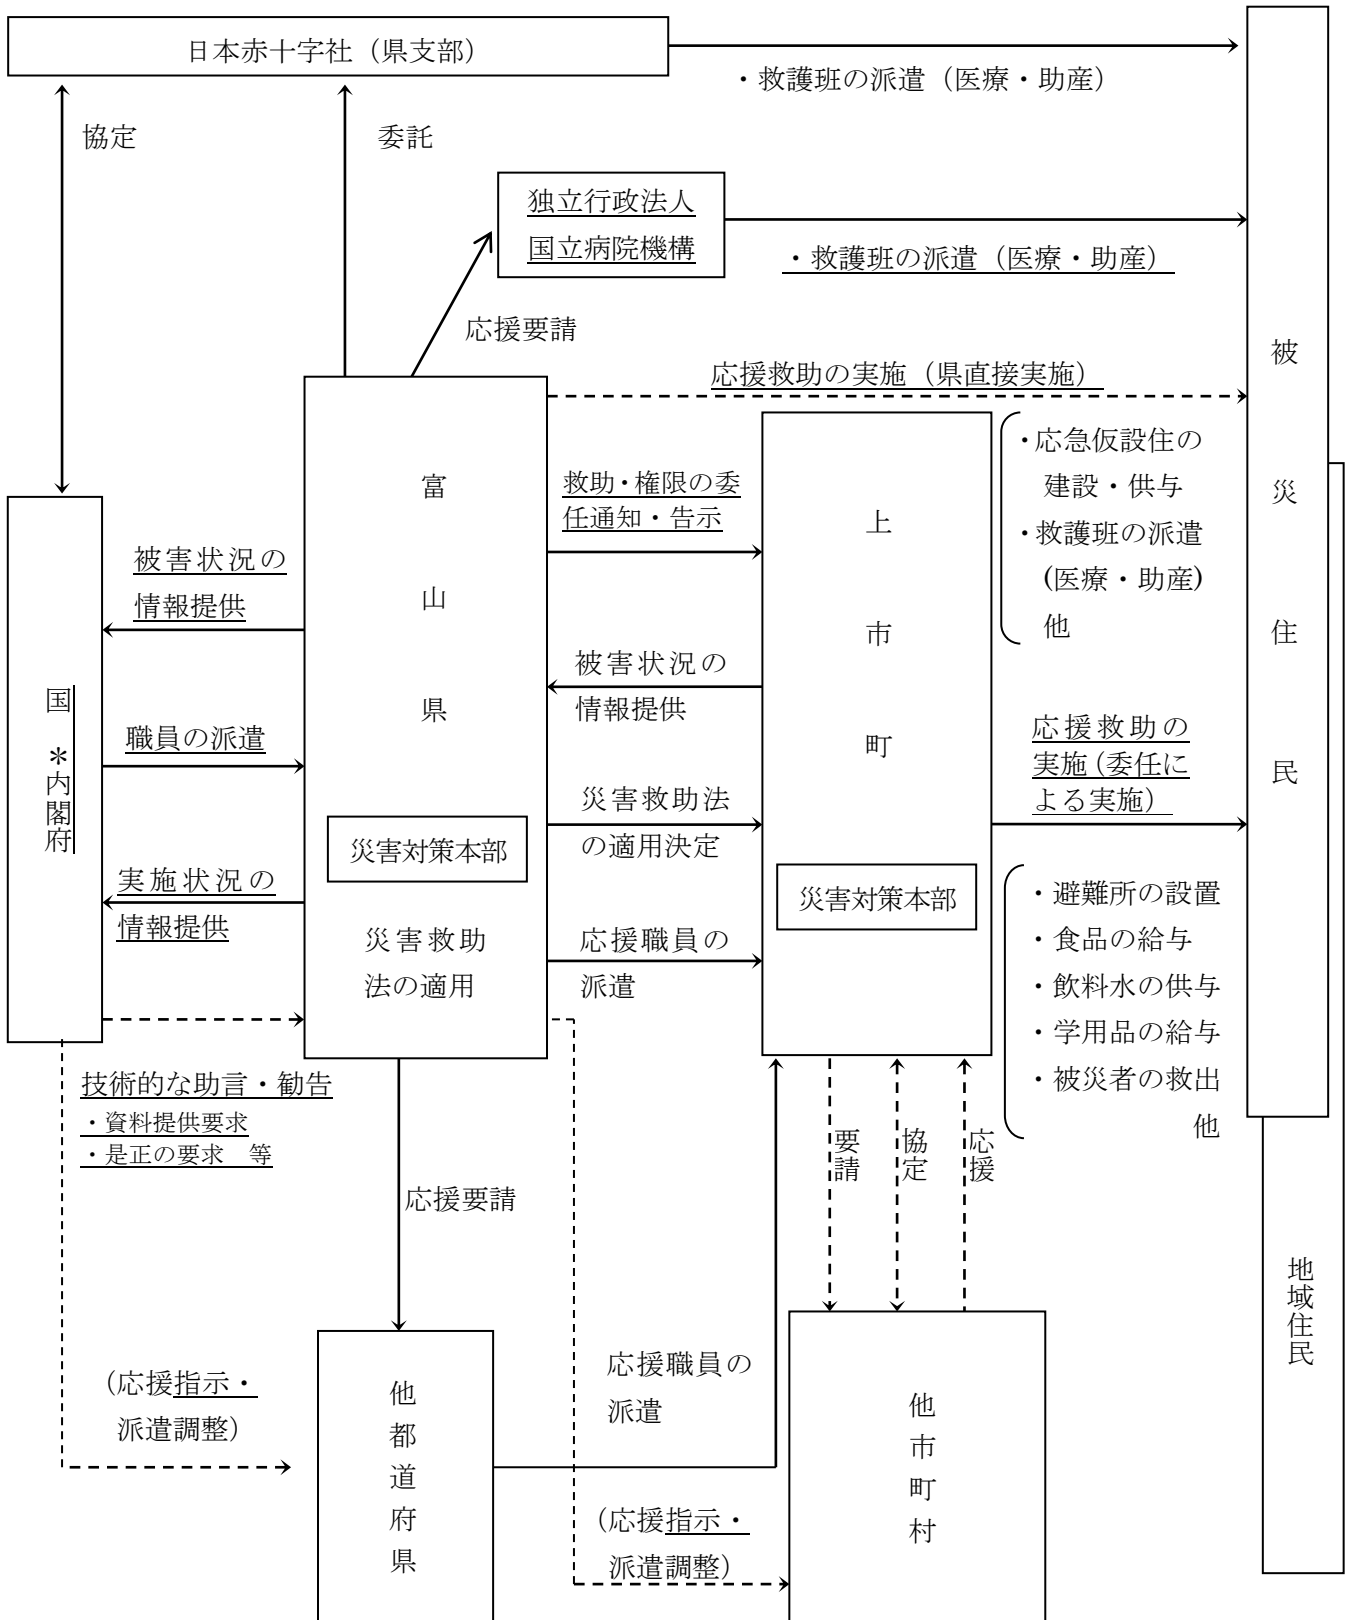 日本赤十字社（県支部）
・救護班の派遣（医療・助産）
協定
委託
独立行政法人
国立病院機構
・救護班の派遣（医療・助産）
応援要請
応援救助の実施（県直接実施）
被災住民
富山県
救助・権限の委
任通知・告示
上市町
・応急仮設住の
建設・供与
・救護班の派遣
(医療・助産)
他
被害状況の
情報提供
被害状況の
情報提供
国　＊内閣府
職員の派遣
応援救助の
実施（委任に
よる実施）
災害救助法
の適用決定
災害対策本部
災害対策本部
実施状況の
情報提供
災害救助
法の適用
応援職員の
派遣
・避難所の設置
・食品の給与
・飲料水の供与
・学用品の給与
・被災者の救出
他
技術的な助言・勧告
・資料提供要求
・是正の要求　等
要請
協定
応援
応援要請
地域住民
（応援指示・
派遣調整）
他都道府県
応援職員の
派遣
他市町村
（応援指示・
派遣調整）